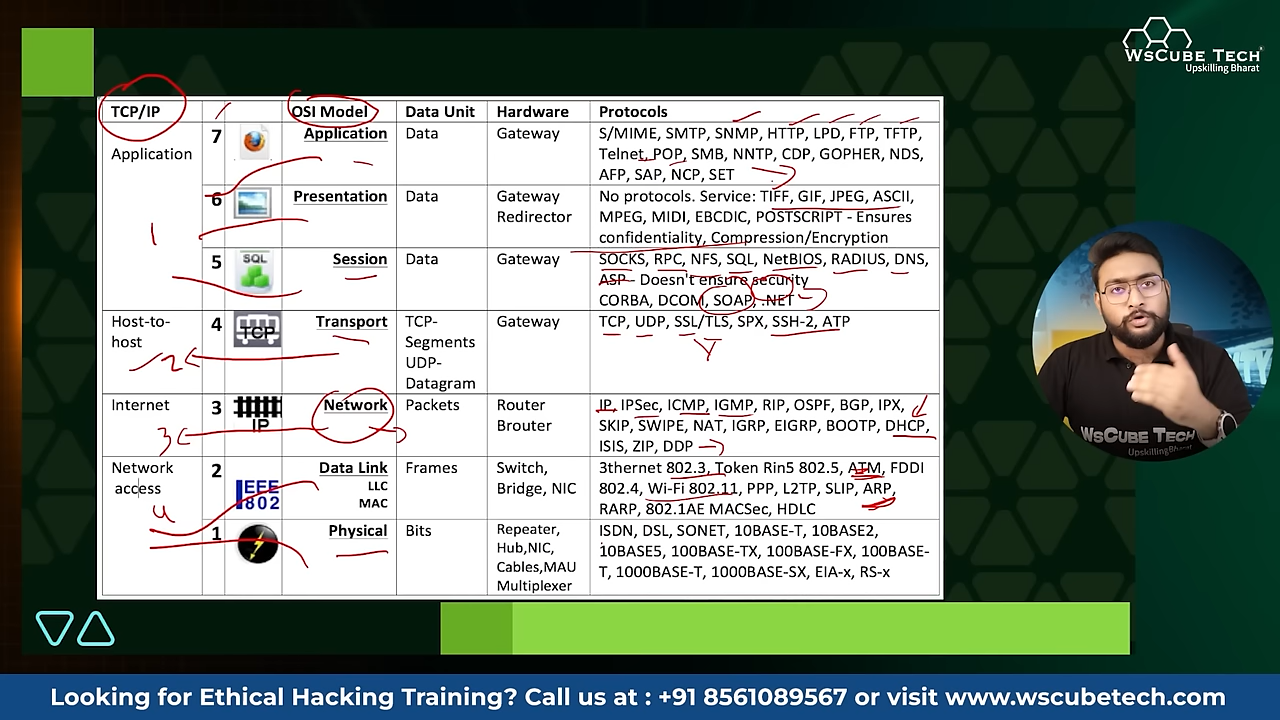 WsCube Tech
Upskilling Bharat
TCP/IP OSI Model Data Unit Hardware Protocols
Application 7 Application Data Gateway S/MIME, SMTP, SNMP, HTTP, LPD, FTP, TFTP,
Telnet, POP, SMB, NNTP, CDP, GOPHER, NDS,
AFP, SAP, NCP, SET
1
6 Presentation Data Gateway Redirector No protocols. Service: TIFF, GIF, JPEG, ASCII,
MPEG, MIDI, EBCDIC, POSTSCRIPT - Ensures
confidentiality, Compression/Encryption
5 SQL Session Data Gateway SOCKS, RPC, NFS, SQL, NetBIOS, RADIUS, DNS,
ASP - Doesn't ensure security
CORBA, DCOM, SOAP, .NET
Host-to-
host
2
4 TCP Transport TCP-
Segments
UDP-
Datagram
Gateway TCP, UDP, SSL/TLS, SPX, SSH-2, ATP
Internet 3 IP Network Packets Router
Brouter
IP, IPSec, ICMP, IGMP, RIP, OSPF, BGP, IPX,
SKIP, SWIPE, NAT, IGRP, EIGRP, BOOTP, DHCP,
ISIS, ZIP, DDP
3
Network
access
4
2 IEEE
802
Data Link
LLC
MAC
Frames Switch,
Bridge, NIC
3thernet 802.3, Token Rin5 802.5, ATM, FDDI
802.4, Wi-Fi 802.11, PPP, L2TP, SLIP, ARP,
RARP, 802.1AE MACSec, HDLC
1 Physical Bits Repeater,
Hub,NIC,
Cables,MAU
Multiplexer
ISDN, DSL, SONET, 10BASE-T, 10BASE2,
10BASE5, 100BASE-TX, 100BASE-FX, 100BASE-
T, 1000BASE-T, 1000BASE-SX, EIA-x, RS-x
WsCube Tech
Upskilling Bharat
Looking for Ethical Hacking Training? Call us at : +91 8561089567 or visit www.wscubetech.com